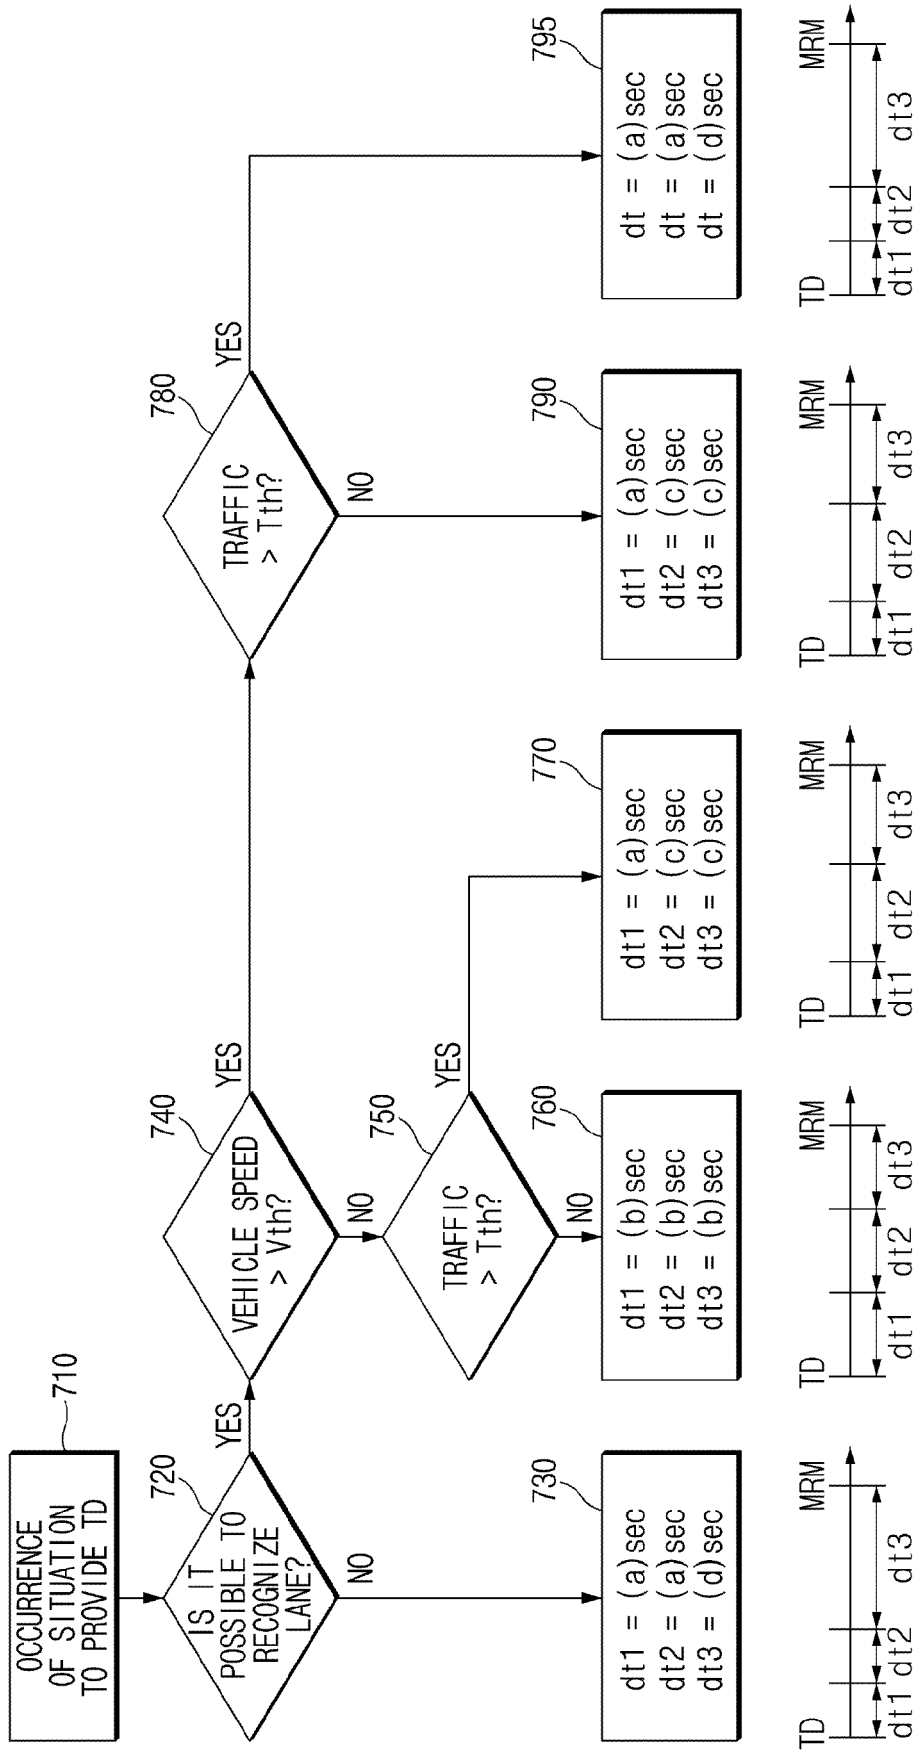 OCCURRENCE
OF SITUATION
TO PROVIDE TD
710
IS IT
POSSIBLE TO
RECOGNIZE
LANE?
720
YES
NO
VEHICLE SPEED
> Vth?
740
YES
NO
TRAFFIC
> Tth?
780
YES
NO
TRAFFIC
> Tth?
750
YES
NO
730
dt1 = (a)sec
dt2 = (a)sec
dt3 = (d)sec
760
dt1 = (b)sec
dt2 = (b)sec
dt3 = (b)sec
770
dt1 = (a)sec
dt2 = (c)sec
dt3 = (c)sec
790
dt1 = (a)sec
dt2 = (c)sec
dt3 = (c)sec
795
dt = (a)sec
dt = (a)sec
dt = (d)sec
TD MRM
dt1 dt2 dt3
TD MRM
dt1 dt2 dt3
TD MRM
dt1 dt2 dt3
TD MRM
dt1 dt2 dt3
TD MRM
dt1 dt2 dt3